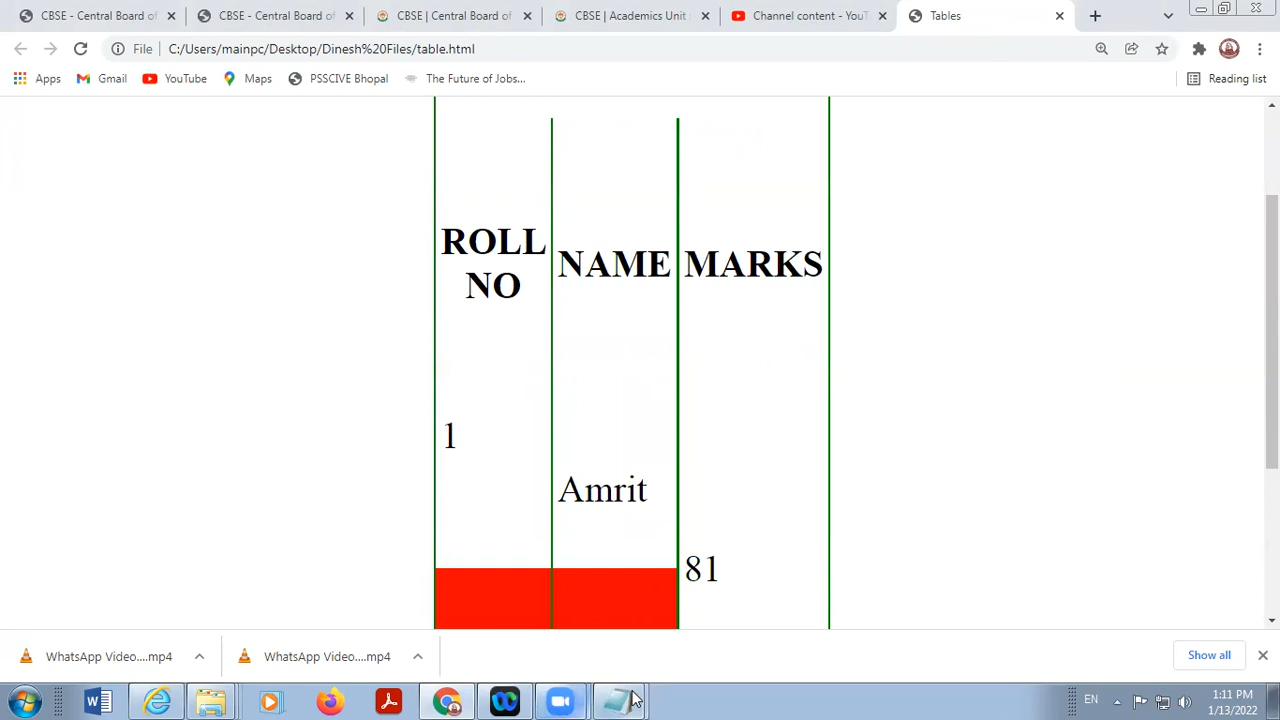 CBSE - Central Board of
CBSE - Central Board of
CBSE | Central Board of
CBSE | Academics Unit
Channel content - YouT
Tables
File
C:/Users/mainpc/Desktop/Dinesh%20Files/table.html
Apps
Gmail
YouTube
Maps
PSSCIVE Bhopal
The Future of Jobs...
Reading list
ROLL
NO
NAME
MARKS
1
Amrit
81
WhatsApp Video....mp4
WhatsApp Video....mp4
Show all
EN
1:11 PM
1/13/2022